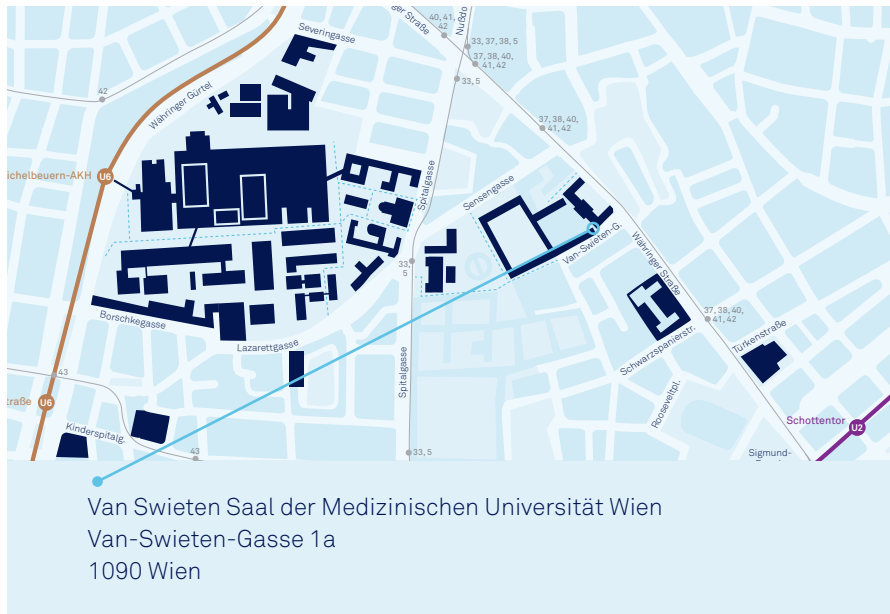 40, 41,
42
Währinger Straße
Nußdo
33, 37, 38, 5
37, 38, 40,
41, 42
33, 5
Severingasse
42
Währinger Gürtel
37, 38, 40,
41, 42
ichelbeuern-AKH
U6
Spitalgasse
Sensengasse
Van-Swieten-G.
Währinger Straße
33,
5
Borschkegasse
Lazarettgasse
37, 38, 40,
41, 42
Türkenstraße
Schwarzspanierstr.
43
Spitalgasse
Rooseveltpl.
traße
U6
Kinderspitalg.
43
33, 5
Schottentor
U2
Sigmund-
Van Swieten Saal der Medizinischen Universität Wien
Van-Swieten-Gasse 1a
1090 Wien